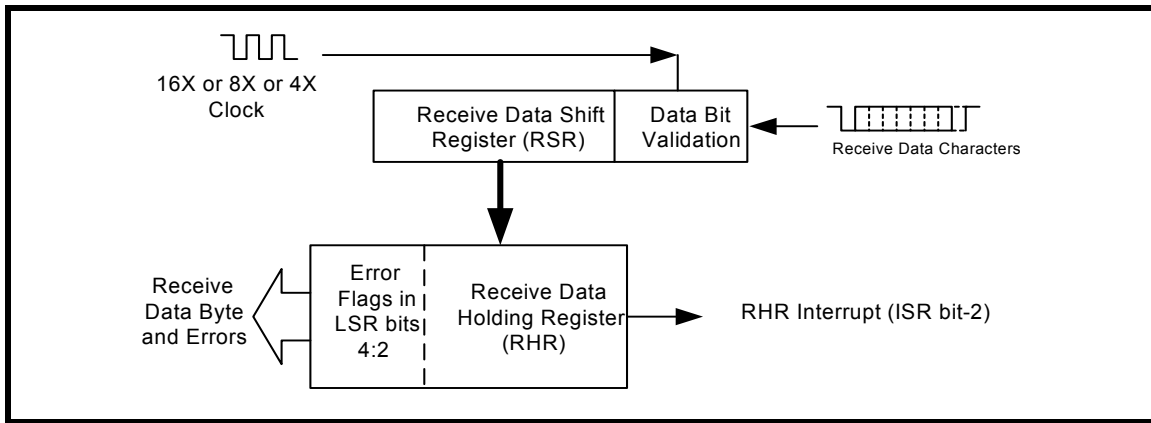 16X or 8X or 4X
Clock
Receive Data Shift
Register (RSR)
Data Bit
Validation
Receive Data Characters
Receive
Data Byte
and Errors
Error
Flags in
LSR bits
4:2
Receive Data
Holding Register
(RHR)
RHR Interrupt (ISR bit-2)